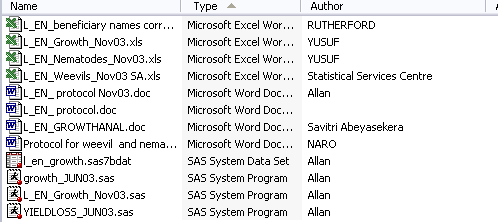 Name Type Author
L_EN_beneficiary names corr... Microsoft Excel Wor... RUTHERFORD
L_EN_Growth_Nov03.xls Microsoft Excel Wor... YUSUF
L_EN_Nematodes_Nov03.xls Microsoft Excel Wor... YUSUF
L_EN_Weevils_Nov03 SA.xls Microsoft Excel Wor... Statistical Services Centre
L_EN_ protocol Nov03.doc Microsoft Word Doc... Allan
L_EN_ protocol.doc Microsoft Word Doc...
L_EN_GROWTHANAL.doc Microsoft Word Doc... Savitri Abeyasekera
Protocol for weevil and nema... Microsoft Word Doc... NARO
l_en_growth.sas7bdat SAS System Data Set Allan
growth_JUN03.sas SAS System Program Allan
L_EN_Growth_Nov03.sas SAS System Program Allan
YIELDLOSS_JUN03.sas SAS System Program Allan